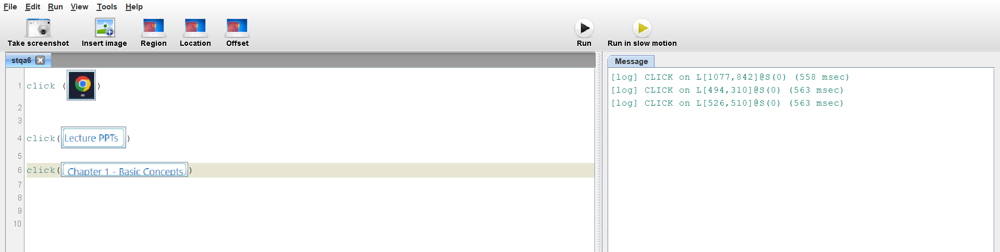 File Edit Run View Tools Help
Take screenshot Insert image Region Location Offset Run Run in slow motion
stqa6
Message
1 click ( )
2
3
4 click( Lecture PPTs )
5
6 click( Chapter 1 - Basic Concepts )
7
8
9
10
[log] CLICK on L[1077,842]@S(0) (558 msec)
[log] CLICK on L[494,310]@S(0) (563 msec)
[log] CLICK on L[526,510]@S(0) (563 msec)